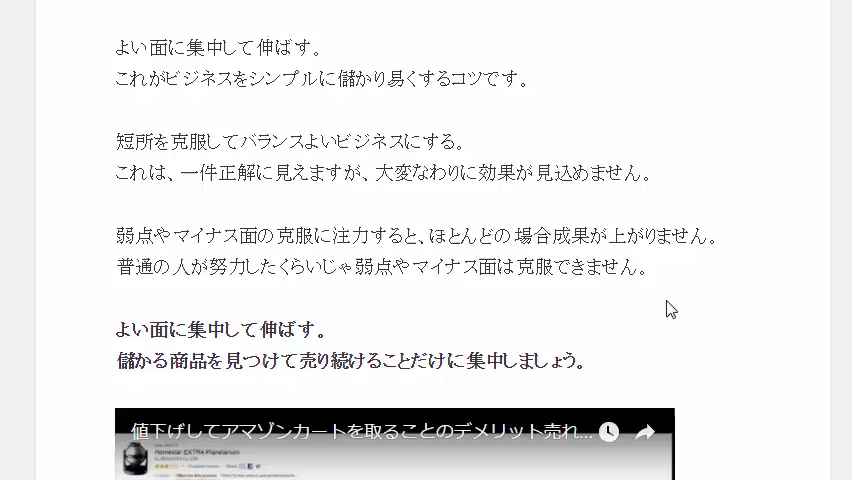 よい面に集中して伸ばす。
これがビジネスをシンプルに儲かり易くするコツです。
短所を克服してバランスよいビジネスにする。
これは、一件正解に見えますが、大変なわりに効果が見込めません。
弱点やマイナス面の克服に注力すると、ほとんどの場合成果が上がりません。
普通の人が努力したくらいじゃ弱点やマイナス面は克服できません。
よい面に集中して伸ばす。
儲かる商品を見つけて売り続けることだけに集中しましょう。
値下げしてアマゾンカートを取ることのデメリット売れ...
Homestar EXTRA Planetarium